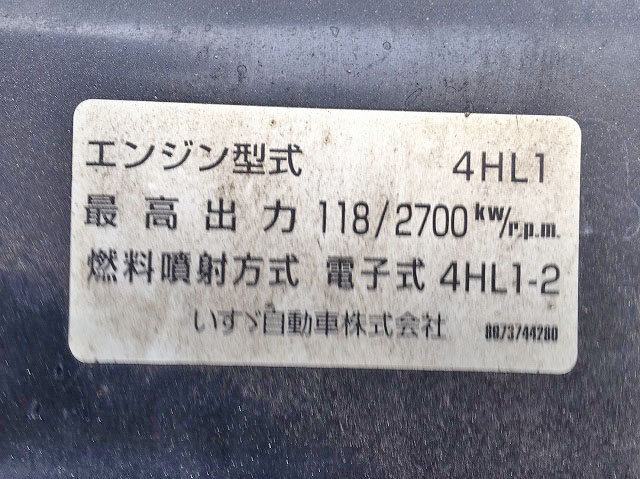 エンジン型式 4HL1
最高出力 118/2700 kw/r.p.m.
燃料噴射方式 電子式 4HL1-2
いすゞ自動車株式会社 8873744280